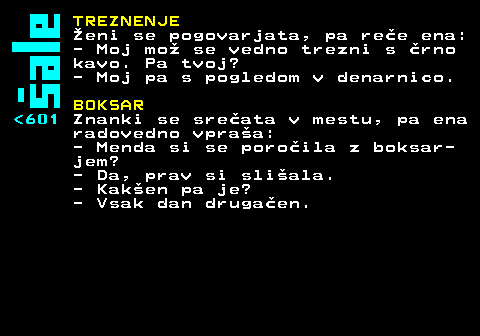 šale
TREZNENJE
Ženi se pogovarjata, pa reče ena:
- Moj mož se vedno trezni s črno
kavo. Pa tvoj?
- Moj pa s pogledom v denarnico.
BOKSAR
<601 Znanki se srečata v mestu, pa ena
radovedno vpraša:
- Menda si se poročila z boksar-
jem?
- Da, prav si slišala.
- Kakšen pa je?
- Vsak dan drugačen.